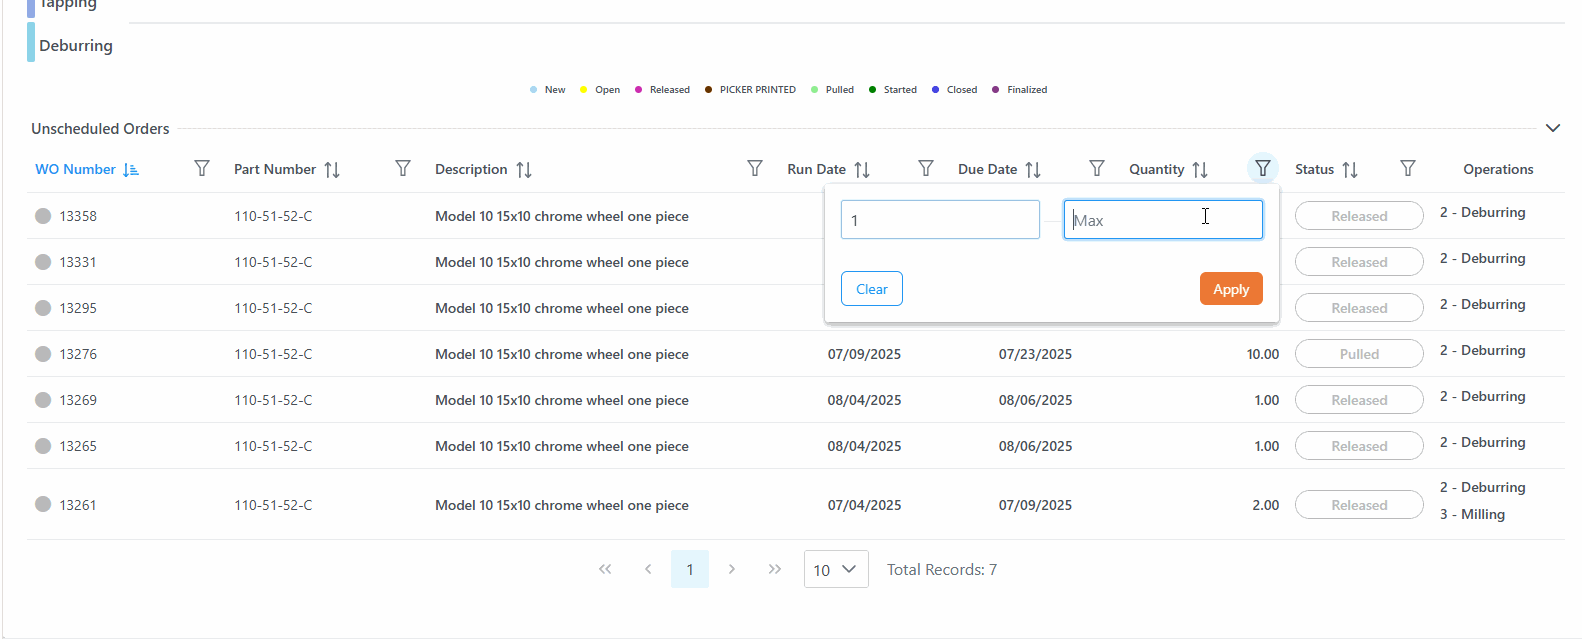 Tapping
Deburring
New Open Released PICKER PRINTED Pulled Started Closed Finalized
Unscheduled Orders
WO Number Part Number Description Run Date Due Date Quantity Status Operations
13358 110-51-52-C Model 10 15x10 chrome wheel one piece Released 2 - Deburring
1 Max
13331 110-51-52-C Model 10 15x10 chrome wheel one piece Released 2 - Deburring
Clear Apply
13295 110-51-52-C Model 10 15x10 chrome wheel one piece Released 2 - Deburring
13276 110-51-52-C Model 10 15x10 chrome wheel one piece 07/09/2025 07/23/2025 10.00 Pulled 2 - Deburring
13269 110-51-52-C Model 10 15x10 chrome wheel one piece 08/04/2025 08/06/2025 1.00 Released 2 - Deburring
13265 110-51-52-C Model 10 15x10 chrome wheel one piece 08/04/2025 08/06/2025 1.00 Released 2 - Deburring
13261 110-51-52-C Model 10 15x10 chrome wheel one piece 07/04/2025 07/09/2025 2.00 Released 2 - Deburring
3 - Milling
1 10 Total Records: 7